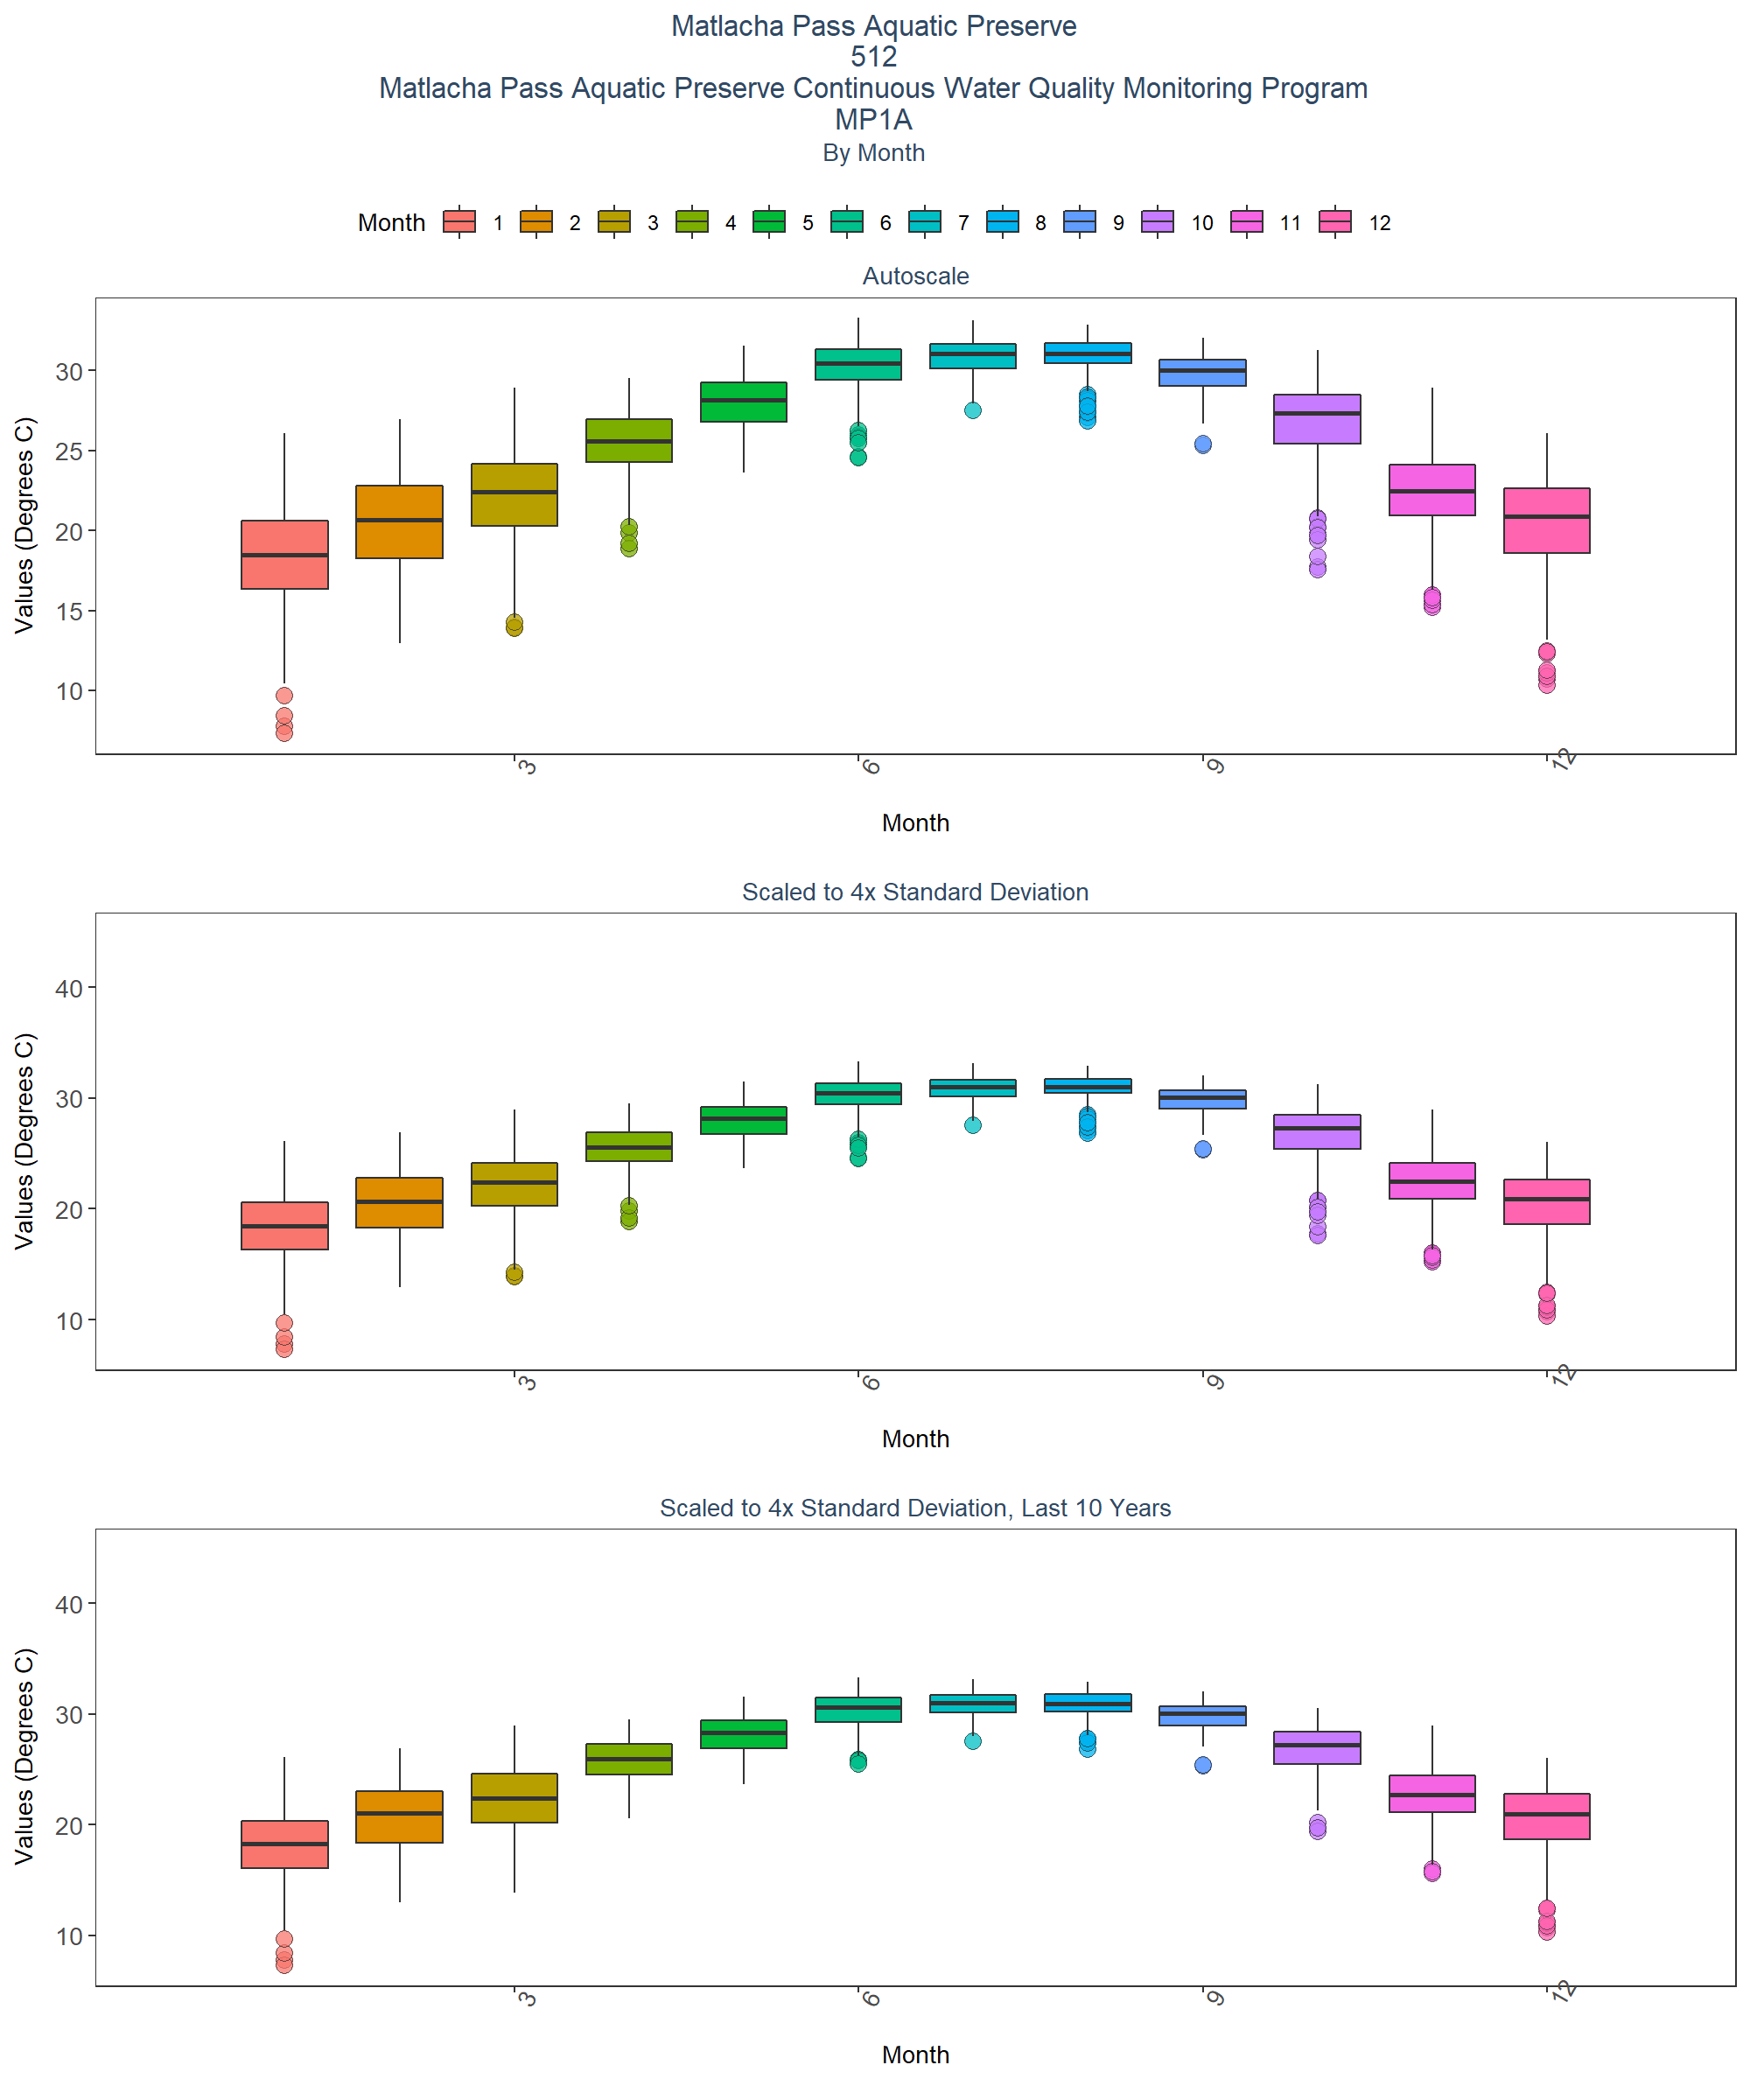 Matlacha Pass Aquatic Preserve
512
Matlacha Pass Aquatic Preserve Continuous Water Quality Monitoring Program
MP1A
By Month
Month 1 2 3 4 5 6 7 8 9 10 11 12
Autoscale
Values (Degrees C)
30
25
20
15
10
3 6 9 12
Month
Scaled to 4x Standard Deviation
Values (Degrees C)
40
30
20
10
3 6 9 12
Month
Scaled to 4x Standard Deviation, Last 10 Years
Values (Degrees C)
40
30
20
10
3 6 9 12
Month